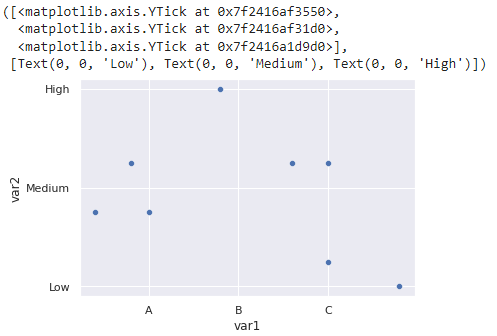 ([<matplotlib.axis.YTick at 0x7f2416af3550>,
<matplotlib.axis.YTick at 0x7f2416af31d0>,
<matplotlib.axis.YTick at 0x7f2416a1d9d0>],
[Text(0, 0, 'Low'), Text(0, 0, 'Medium'), Text(0, 0, 'High')])
High
Medium
Low
var2
A B C
var1